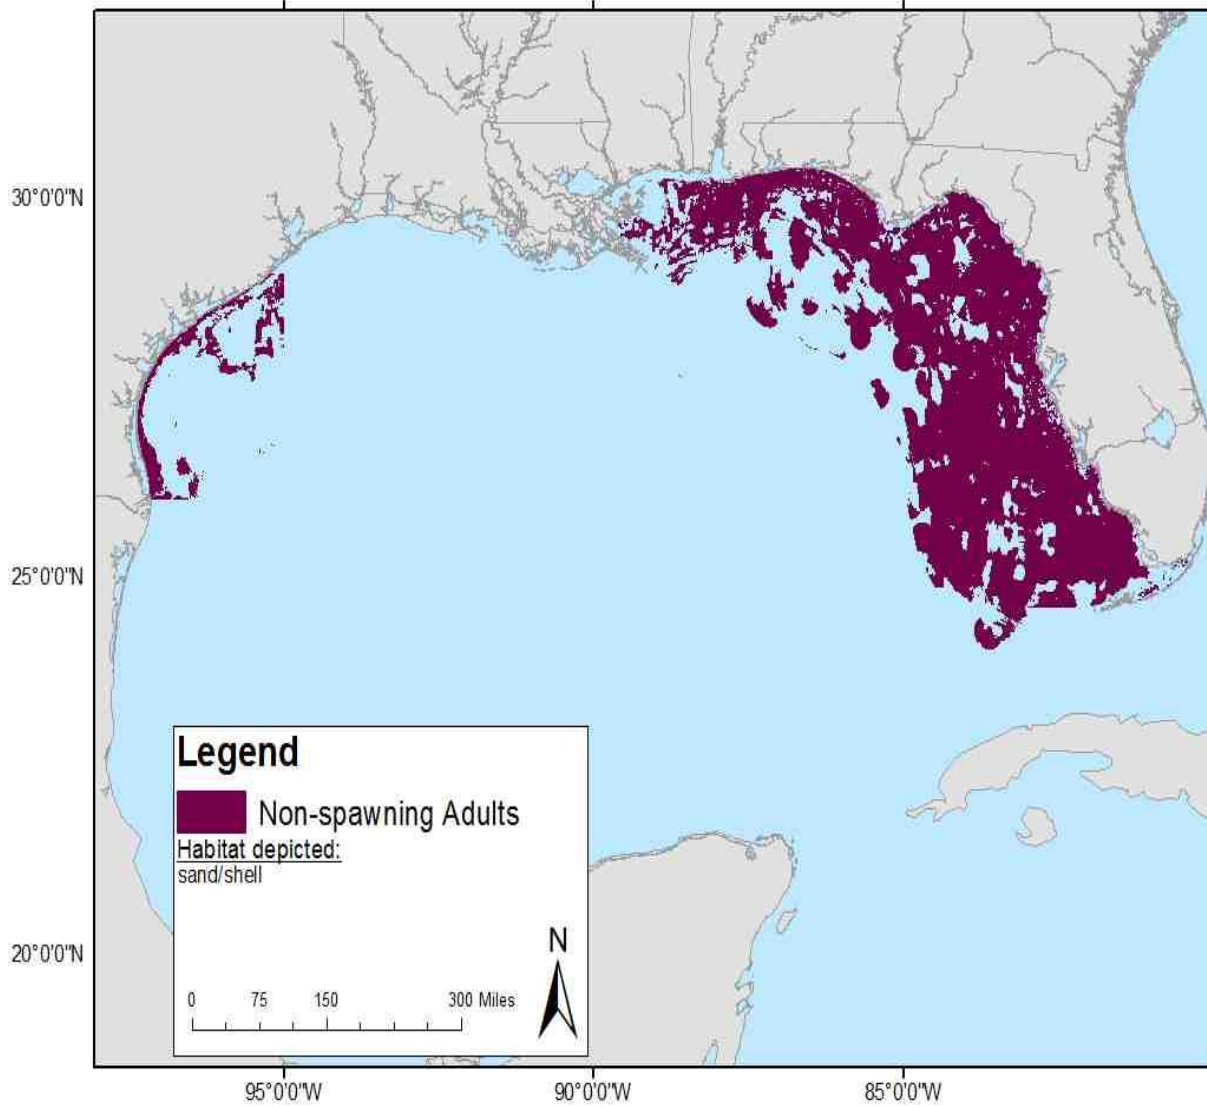 30°0'0"N
25°0'0"N
20°0'0"N
Legend
Non-spawning Adults
Habitat depicted:
sand/shell
N
0 75 150 300 Miles
95°0'0"W 90°0'0"W 85°0'0"W